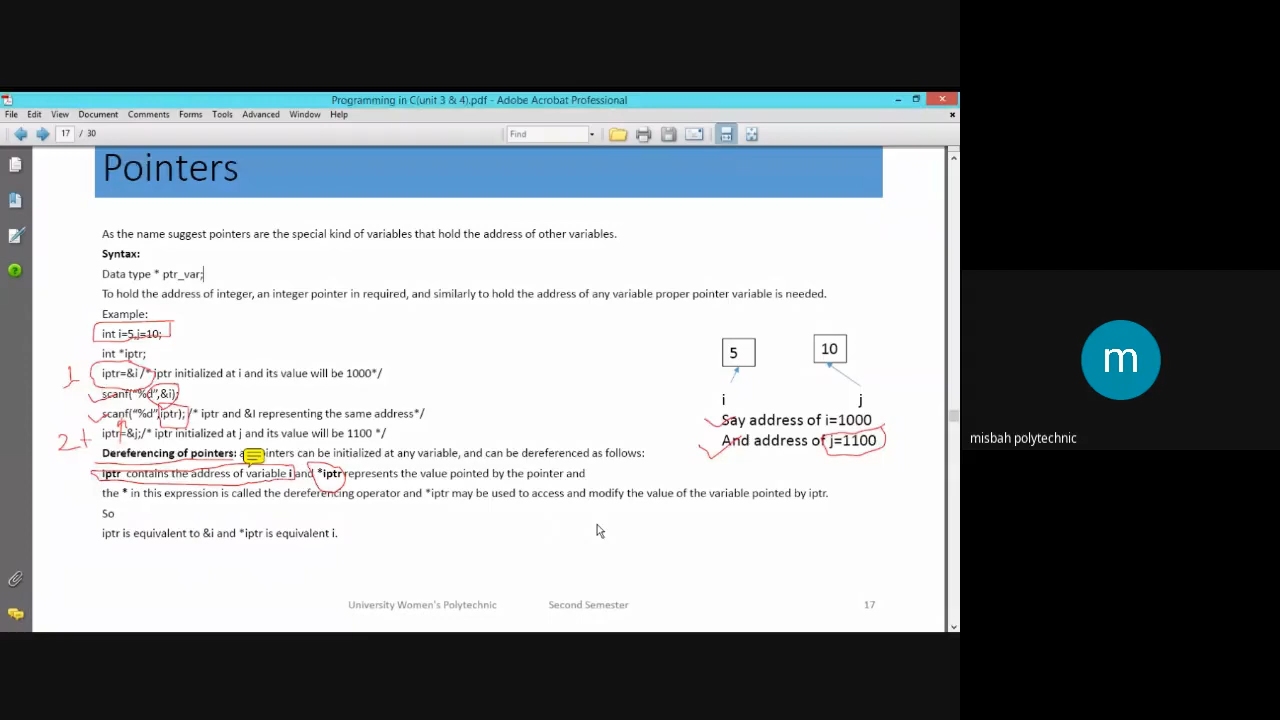 Programming in C(unit 3 & 4).pdf - Adobe Acrobat Professional
File Edit View Document Comments Forms Tools Advanced Window Help
17 / 30 Find
Pointers
As the name suggest pointers are the special kind of variables that hold the address of other variables.
Syntax:
Data type * ptr_var;
To hold the address of integer, an integer pointer in required, and similarly to hold the address of any variable proper pointer variable is needed.
Example:
int i=5,j=10;
int *iptr;
1 iptr=&i /* iptr initialized at i and its value will be 1000*/
scanf("%d",&i);
scanf("%d",iptr); /* iptr and &I representing the same address*/
iptr=&j;/* iptr initialized at j and its value will be 1100 */
Dereferencing of pointers: can be initialized at any variable, and can be dereferenced as follows:
iptr contains the address of variable i and *iptr represents the value pointed by the pointer and
the * in this expression is called the dereferencing operator and *iptr may be used to access and modify the value of the variable pointed by iptr.
So
iptr is equivalent to &i and *iptr is equivalent i.
5 10
i j
Say address of i=1000
And address of j=1100
University Women's Polytechnic Second Semester 17
m
misbah polytechnic